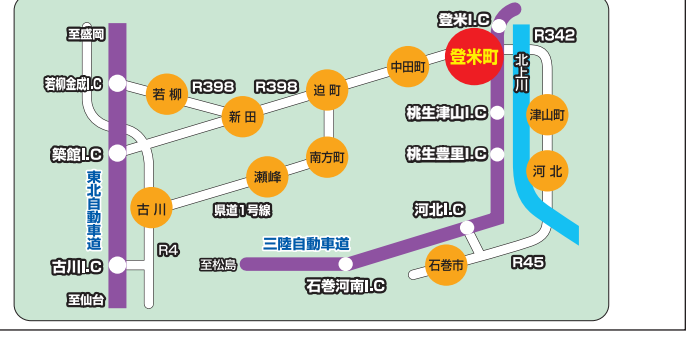 登米I.C
至盛岡
R342
登米町
北上川
中田町
若柳金成I.C
R398
R398
若柳
迫町
新田
桃生津山I.C
津山町
築館I.C
桃生豊里I.C
南方町
瀬峰
河北
東北自動車道
古川
県道1号線
河北I.C
三陸自動車道
R4
古川I.C
至松島
石巻市
R45
石巻河南I.C
至仙台